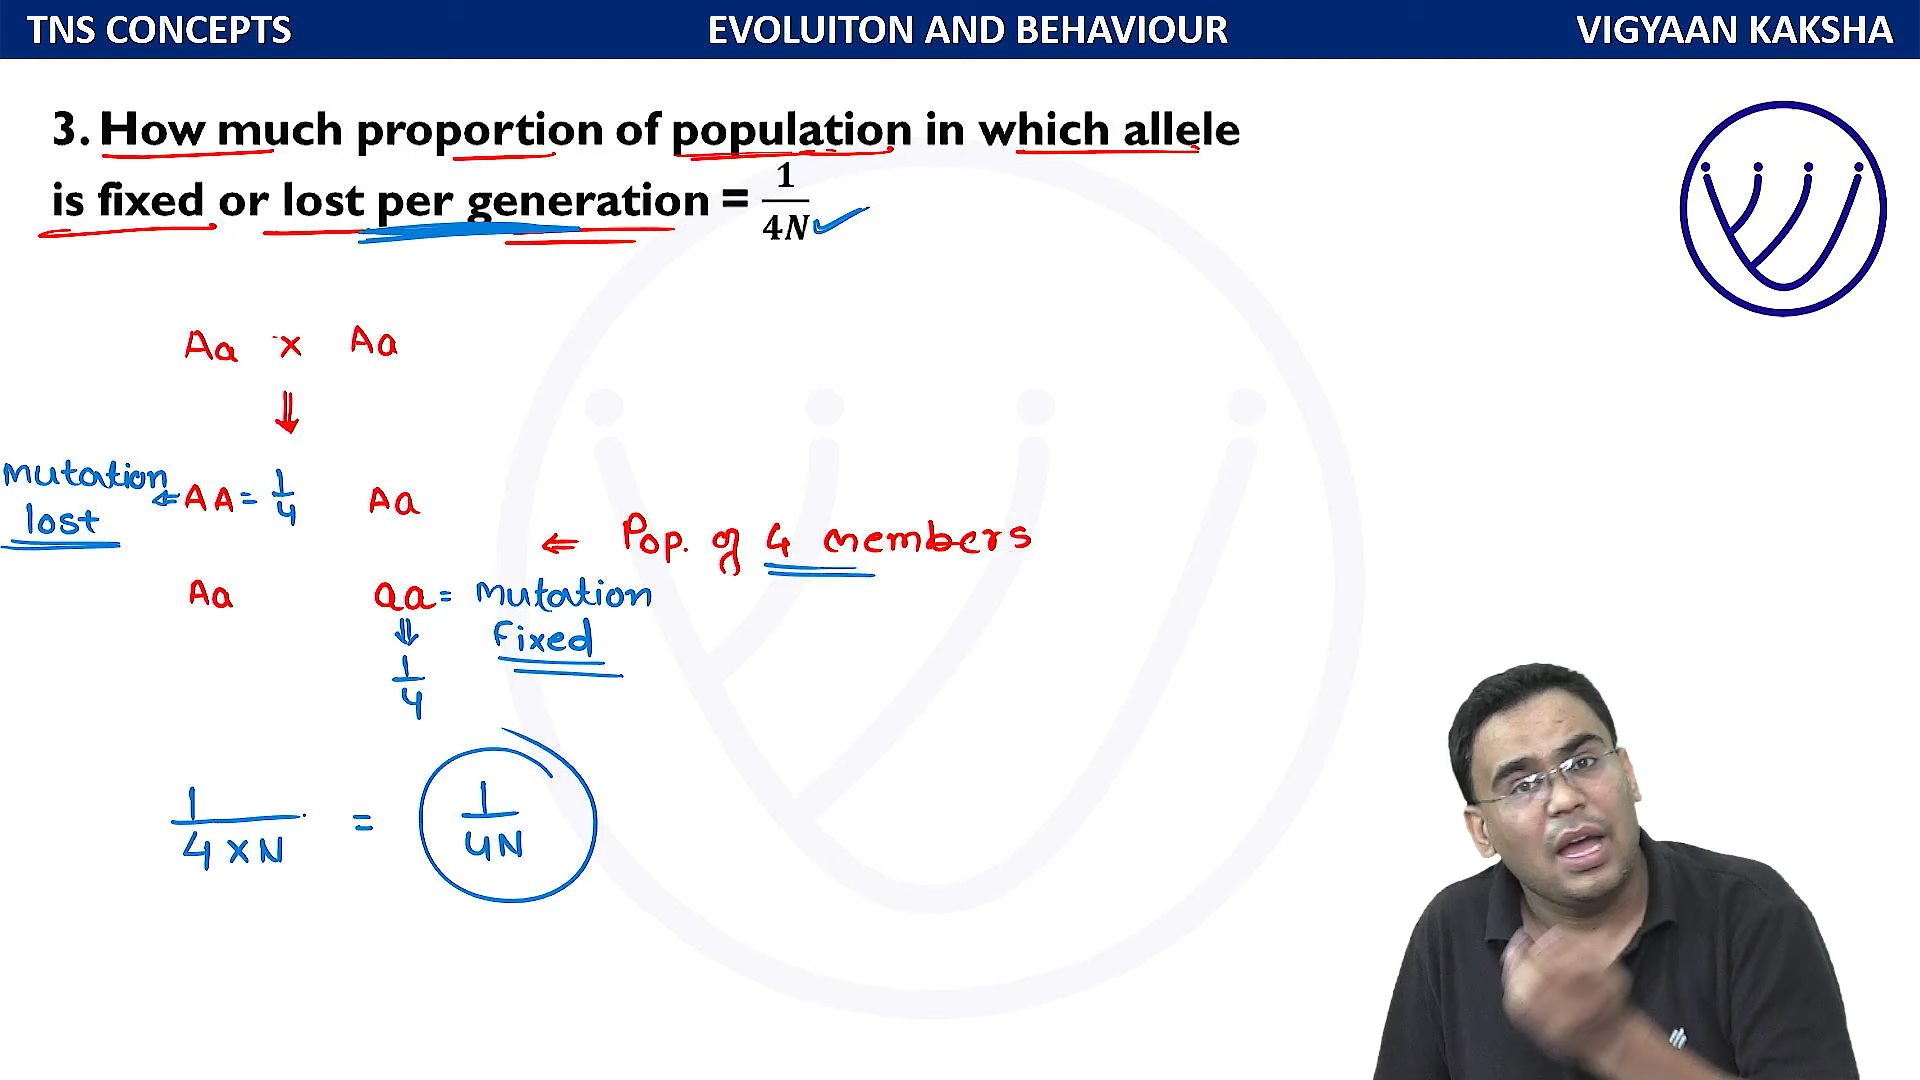 TNS CONCEPTS
EVOLUITON AND BEHAVIOUR
VIGYAAN KAKSHA
3. How much proportion of population in which allele
is fixed or lost per generation = 1/4N
Aa x Aa
⇓
mutation
lost
⇐ AA = 1/4 Aa
⇐ Pop. of 4 members
Aa aa = mutation
fixed
⇓
1/4
1/4 x N = 1/4N